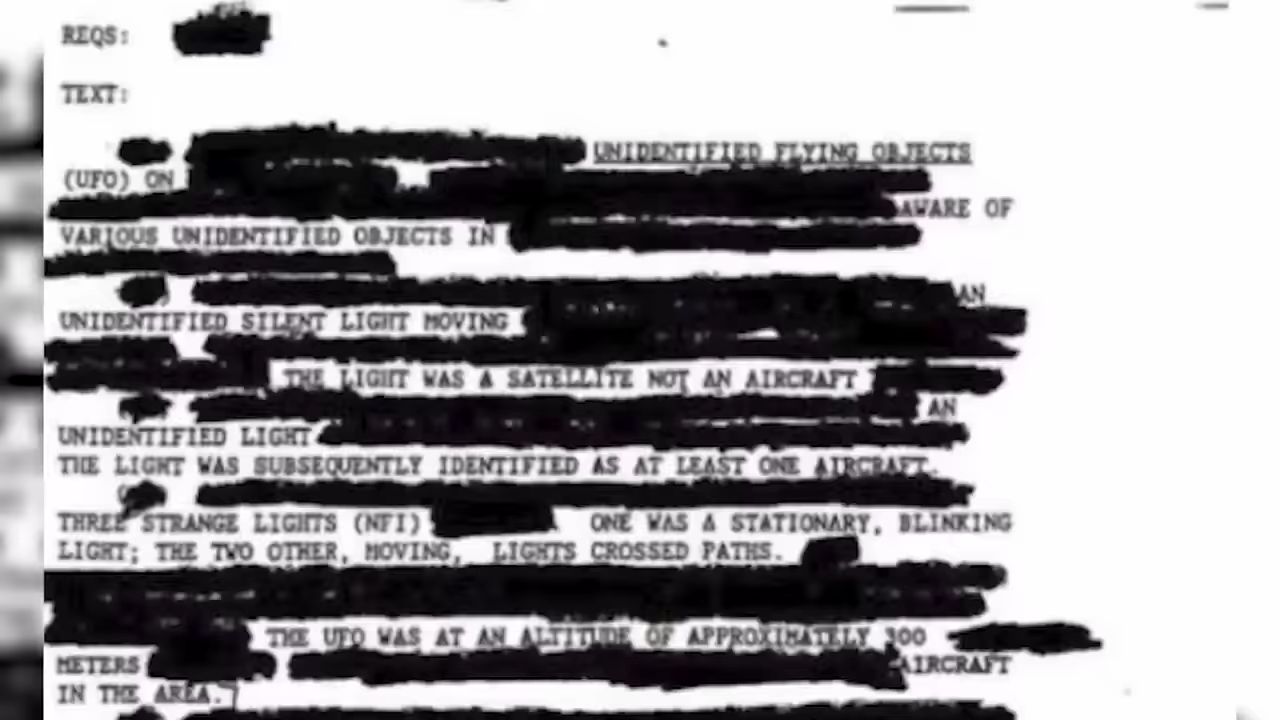 REQS:
TEXT:
UNIDENTIFIED FLYING OBJECTS
(UFO) ON
AWARE OF
VARIOUS UNIDENTIFIED OBJECTS IN
AN
UNIDENTIFIED SILENT LIGHT MOVING
THE LIGHT WAS A SATELLITE NOT AN AIRCRAFT
AN
UNIDENTIFIED LIGHT
THE LIGHT WAS SUBSEQUENTLY IDENTIFIED AS AT LEAST ONE AIRCRAFT.
THREE STRANGE LIGHTS (NFI) ONE WAS A STATIONARY, BLINKING
LIGHT; THE TWO OTHER, MOVING, LIGHTS CROSSED PATHS.
THE UFO WAS AT AN ALTITUDE OF APPROXIMATELY 300
METERS AIRCRAFT
IN THE AREA.